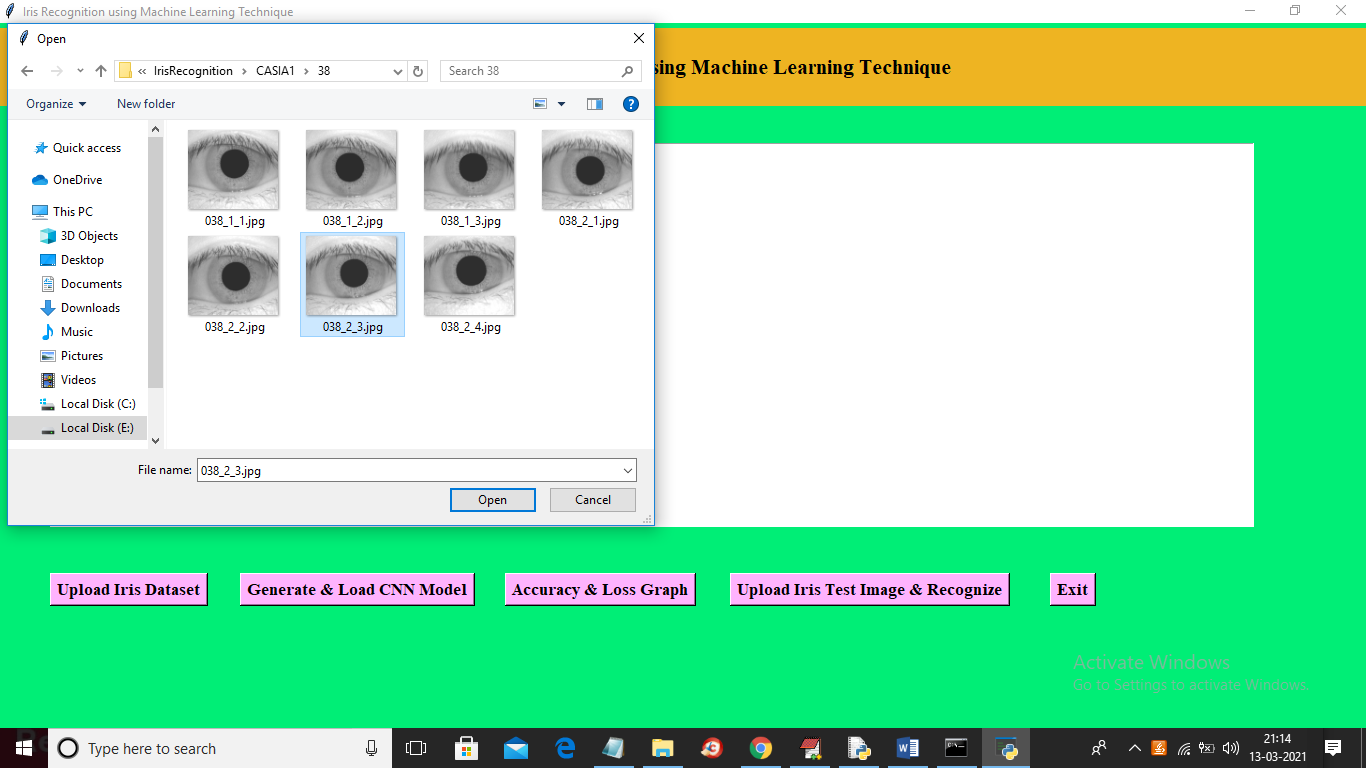 Iris Recognition using Machine Learning Technique
Open
« IrisRecognition > CASIA1 > 38
Search 38
sing Machine Learning Technique
Organize
New folder
Quick access
OneDrive
This PC
3D Objects
Desktop
Documents
Downloads
Music
Pictures
Videos
Local Disk (C:)
Local Disk (E:)
038_1_1.jpg 038_1_2.jpg 038_1_3.jpg 038_2_1.jpg
038_2_2.jpg 038_2_3.jpg 038_2_4.jpg
File name: 038_2_3.jpg
Open Cancel
Upload Iris Dataset Generate & Load CNN Model Accuracy & Loss Graph Upload Iris Test Image & Recognize Exit
Activate Windows
Go to Settings to activate Windows.
Type here to search
21:14
13-03-2021